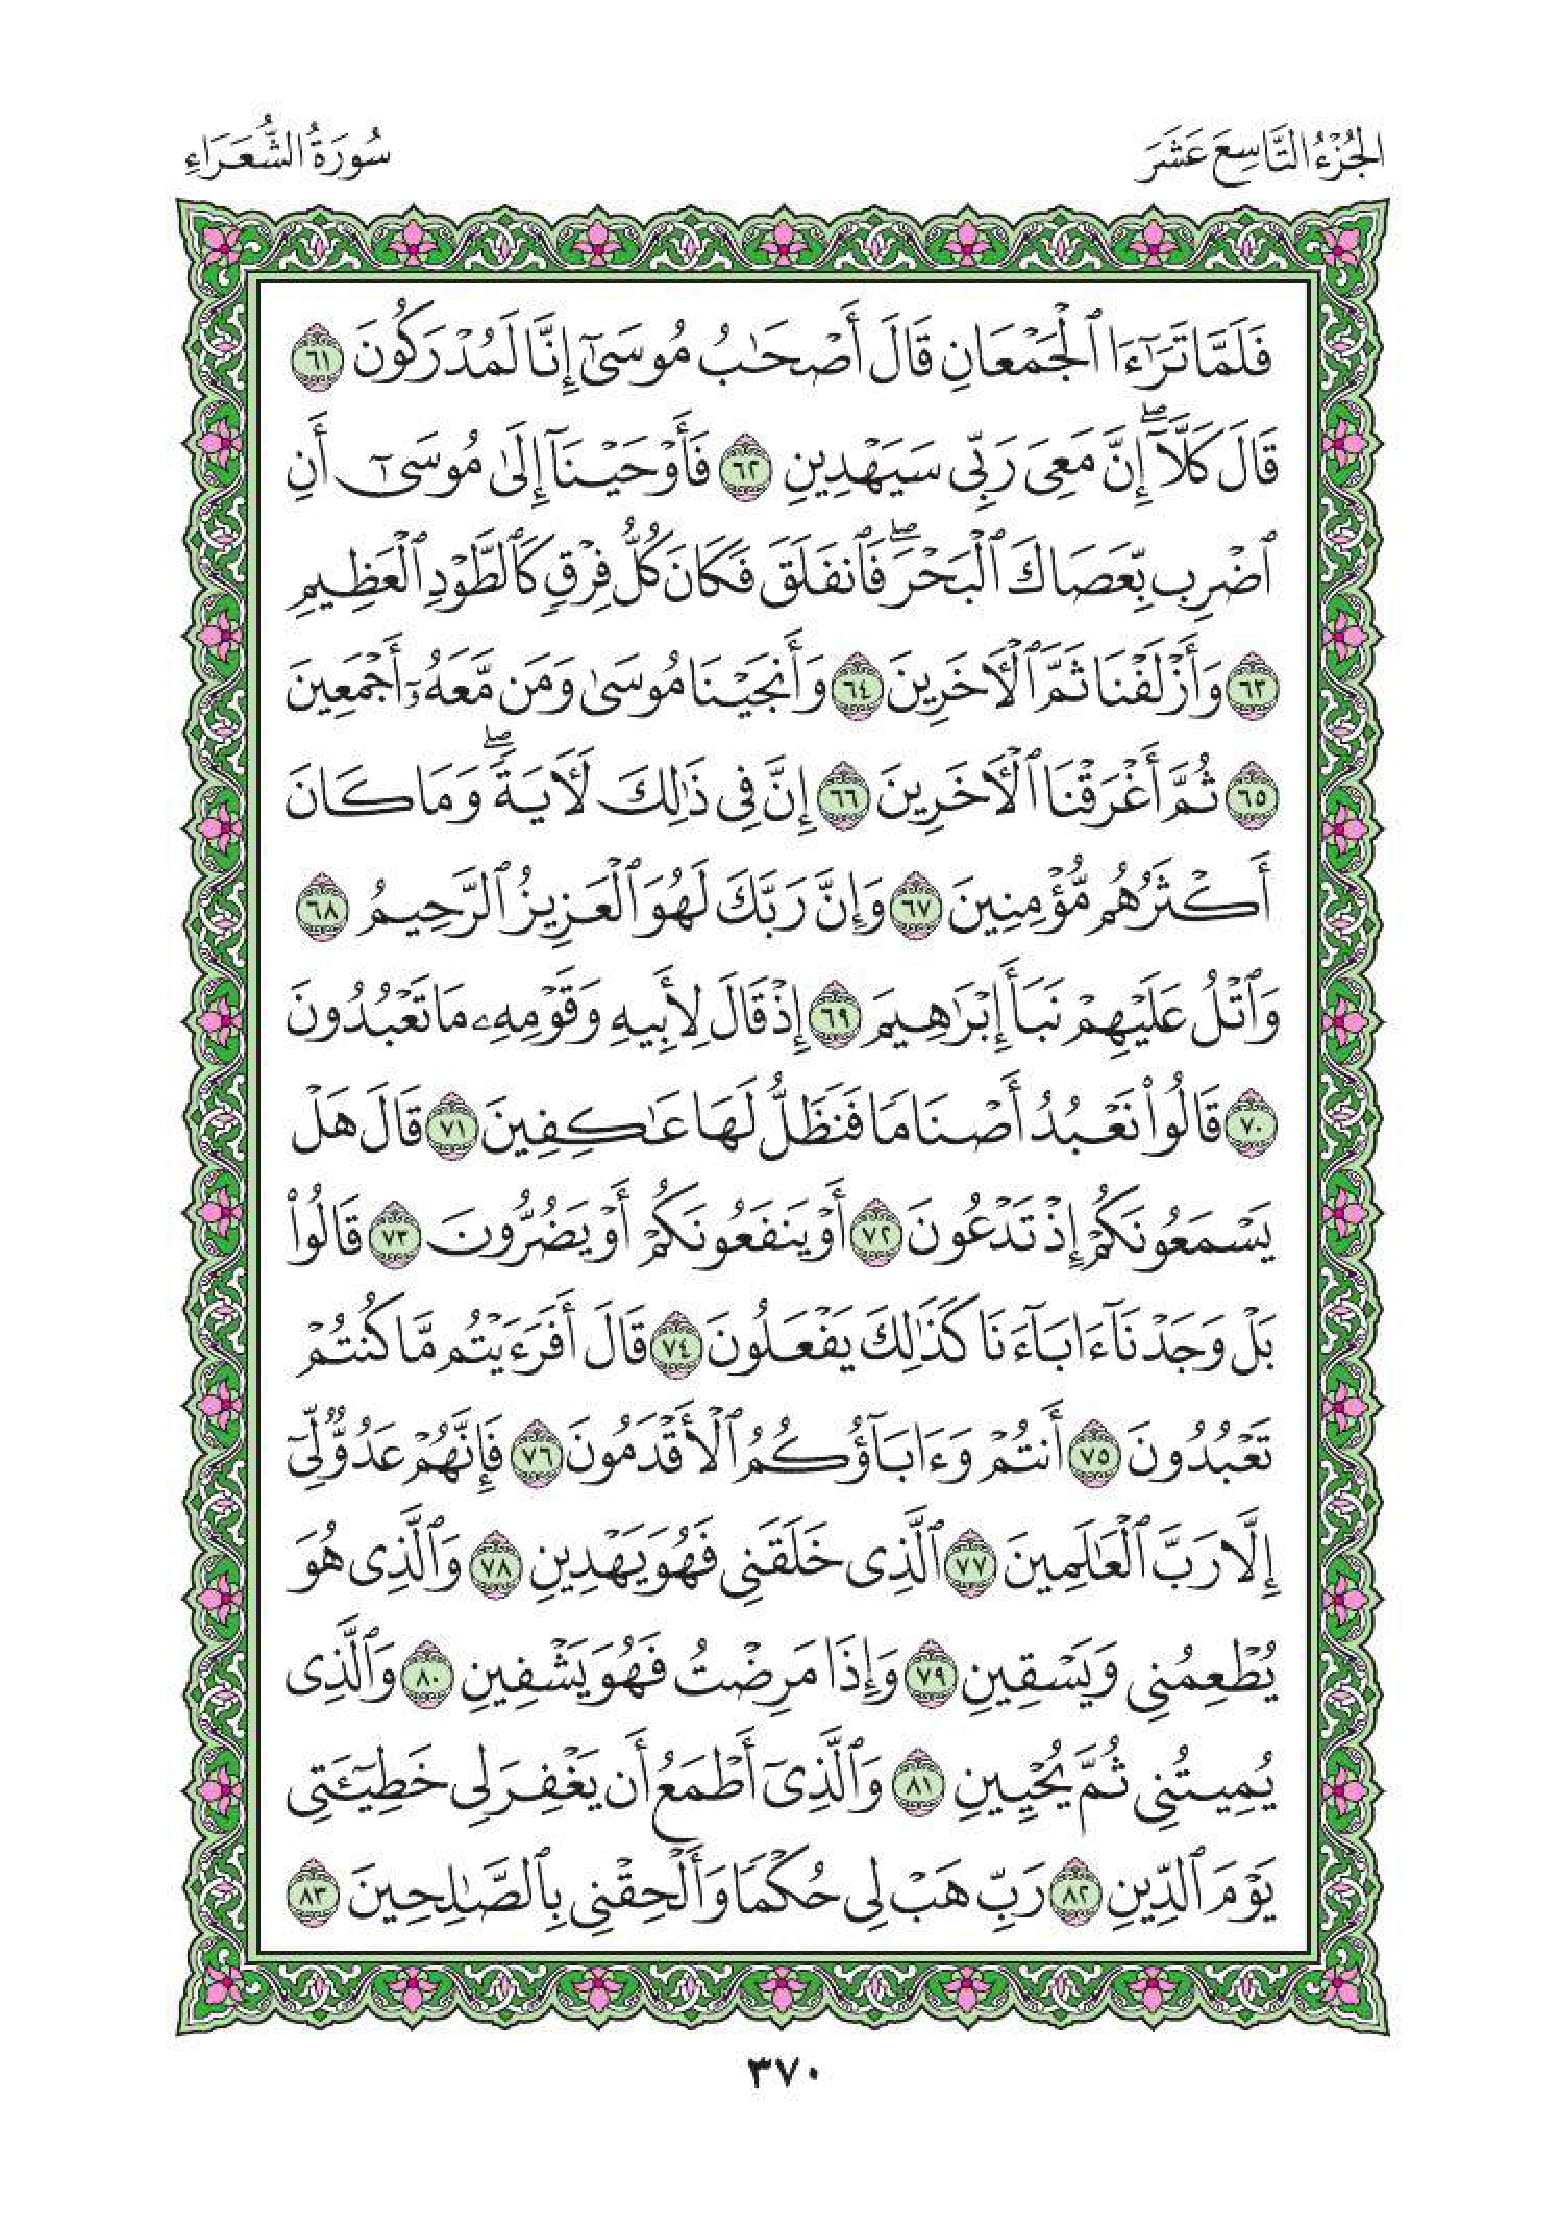 الجُزْءُ التَّاسِعَ عَشَرَ
سُورَةُ الشُّعَرَاءِ
فَلَمَّا تَرَٰٓءَا ٱلْجَمْعَانِ قَالَ أَصْحَٰبُ مُوسَىٰٓ إِنَّا لَمُدْرَكُونَ ٦١
قَالَ كَلَّآ ۖ إِنَّ مَعِىَ رَبِّى سَيَهْدِينِ ٦٢ فَأَوْحَيْنَآ إِلَىٰ مُوسَىٰٓ أَنِ
ٱضْرِب بِّعَصَاكَ ٱلْبَحْرَ ۖ فَٱنفَلَقَ فَكَانَ كُلُّ فِرْقٍ كَٱلطَّوْدِ ٱلْعَظِيمِ
٦٣ وَأَزْلَفْنَا ثَمَّ ٱلْءَاخَرِينَ ٦٤ وَأَنجَيْنَا مُوسَىٰ وَمَن مَّعَهُۥٓ أَجْمَعِينَ
٦٥ ثُمَّ أَغْرَقْنَا ٱلْءَاخَرِينَ ٦٦ إِنَّ فِى ذَٰلِكَ لَءَايَةً ۖ وَمَا كَانَ
أَكْثَرُهُم مُّؤْمِنِينَ ٦٧ وَإِنَّ رَبَّكَ لَهُوَ ٱلْعَزِيزُ ٱلرَّحِيمُ ٦٨
وَٱتْلُ عَلَيْهِمْ نَبَأَ إِبْرَٰهِيمَ ٦٩ إِذْ قَالَ لِأَبِيهِ وَقَوْمِهِۦ مَا تَعْبُدُونَ
٧٠ قَالُوا۟ نَعْبُدُ أَصْنَامًا فَنَظَلُّ لَهَا عَٰكِفِينَ ٧١ قَالَ هَلْ
يَسْمَعُونَكُمْ إِذْ تَدْعُونَ ٧٢ أَوْ يَنفَعُونَكُمْ أَوْ يَضُرُّونَ ٧٣ قَالُوا۟
بَلْ وَجَدْنَآ ءَابَآءَنَا كَذَٰلِكَ يَفْعَلُونَ ٧٤ قَالَ أَفَرَءَيْتُم مَّا كُنتُمْ
تَعْبُدُونَ ٧٥ أَنتُمْ وَءَابَآؤُكُمُ ٱلْأَقْدَمُونَ ٧٦ فَإِنَّهُمْ عَدُوٌّ لِّىٓ
إِلَّا رَبَّ ٱلْعَٰلَمِينَ ٧٧ ٱلَّذِى خَلَقَنِى فَهُوَ يَهْدِينِ ٧٨ وَٱلَّذِى هُوَ
يُطْعِمُنِى وَيَسْقِينِ ٧٩ وَإِذَا مَرِضْتُ فَهُوَ يَشْفِينِ ٨٠ وَٱلَّذِى
يُمِيتُنِى ثُمَّ يُحْيِينِ ٨١ وَٱلَّذِىٓ أَطْمَعُ أَن يَغْفِرَ لِى خَطِيٓـَٔتِى
يَوْمَ ٱلدِّينِ ٨٢ رَبِّ هَبْ لِى حُكْمًا وَأَلْحِقْنِى بِٱلصَّٰلِحِينَ ٨٣
٣٧٠